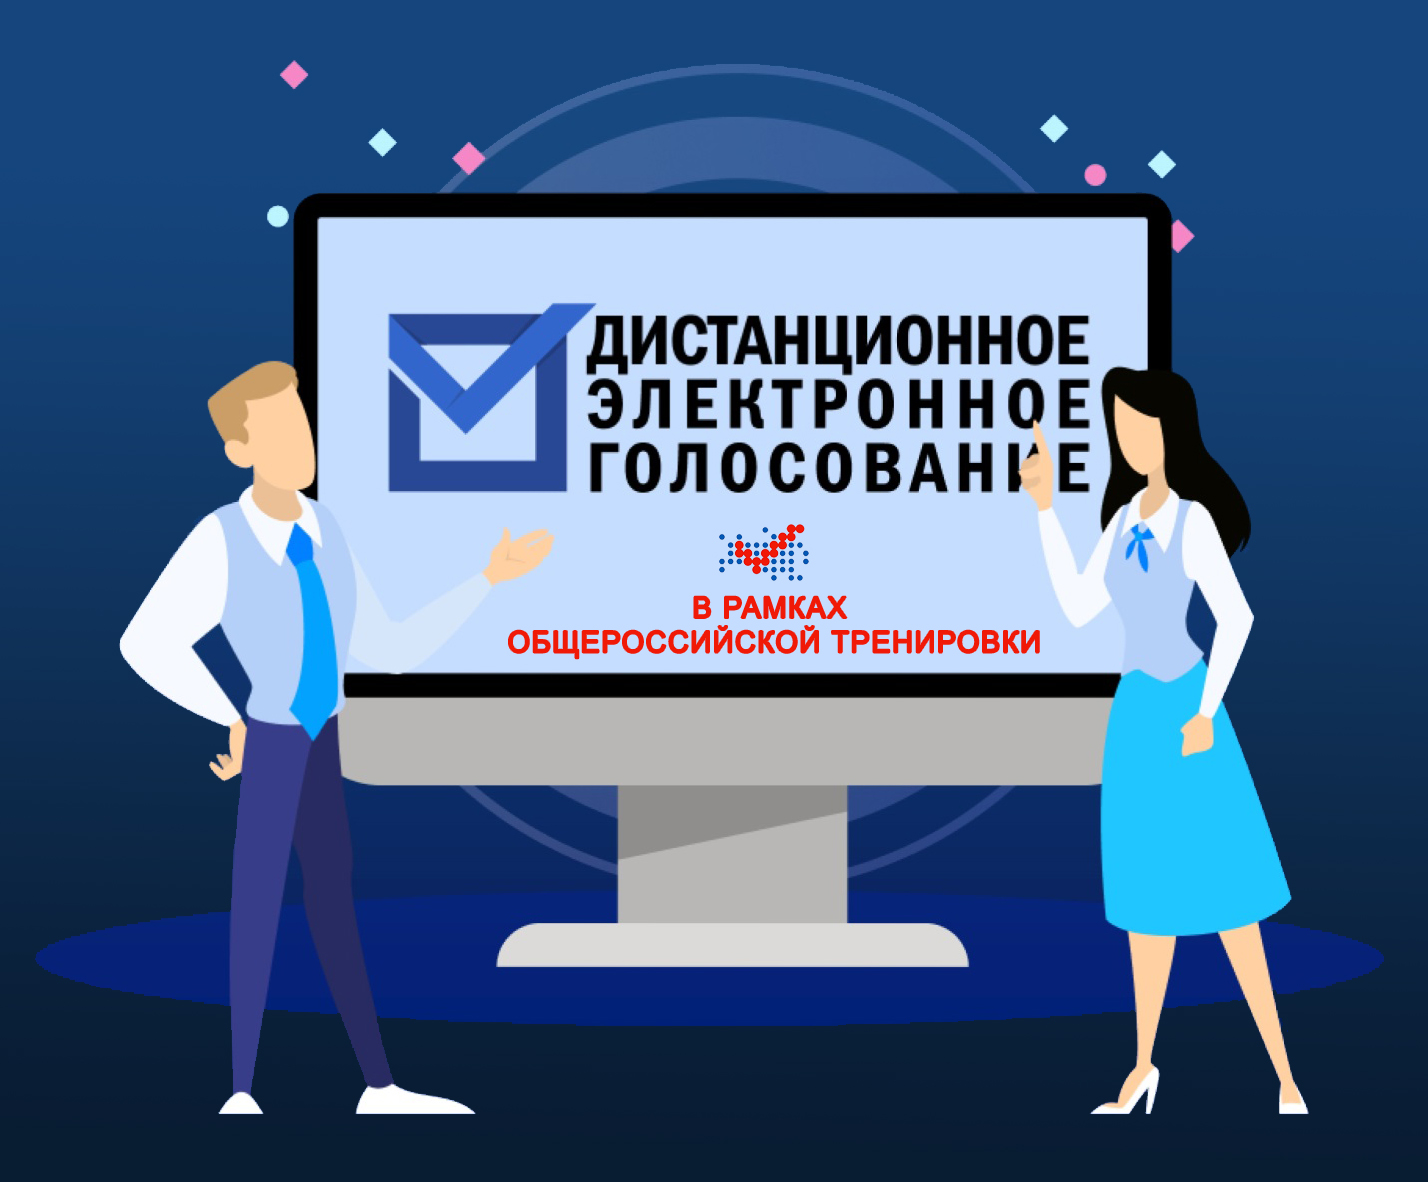 ДИСТАНЦИОННОЕ
ЭЛЕКТРОННОЕ
ГОЛОСОВАНИЕ
В РАМКАХ
ОБЩЕРОССИЙСКОЙ ТРЕНИРОВКИ